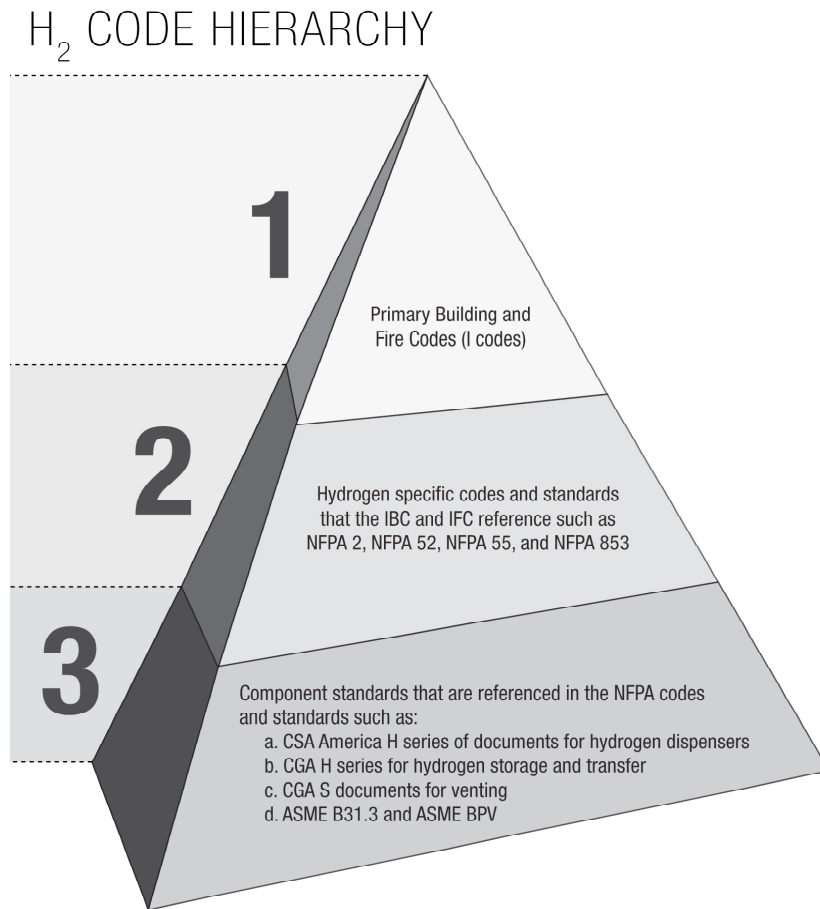 H2 CODE HIERARCHY
1
Primary Building and
Fire Codes (I codes)
2
Hydrogen specific codes and standards
that the IBC and IFC reference such as
NFPA 2, NFPA 52, NFPA 55, and NFPA 853
3
Component standards that are referenced in the NFPA codes
and standards such as:
a. CSA America H series of documents for hydrogen dispensers
b. CGA H series for hydrogen storage and transfer
c. CGA S documents for venting
d. ASME B31.3 and ASME BPV